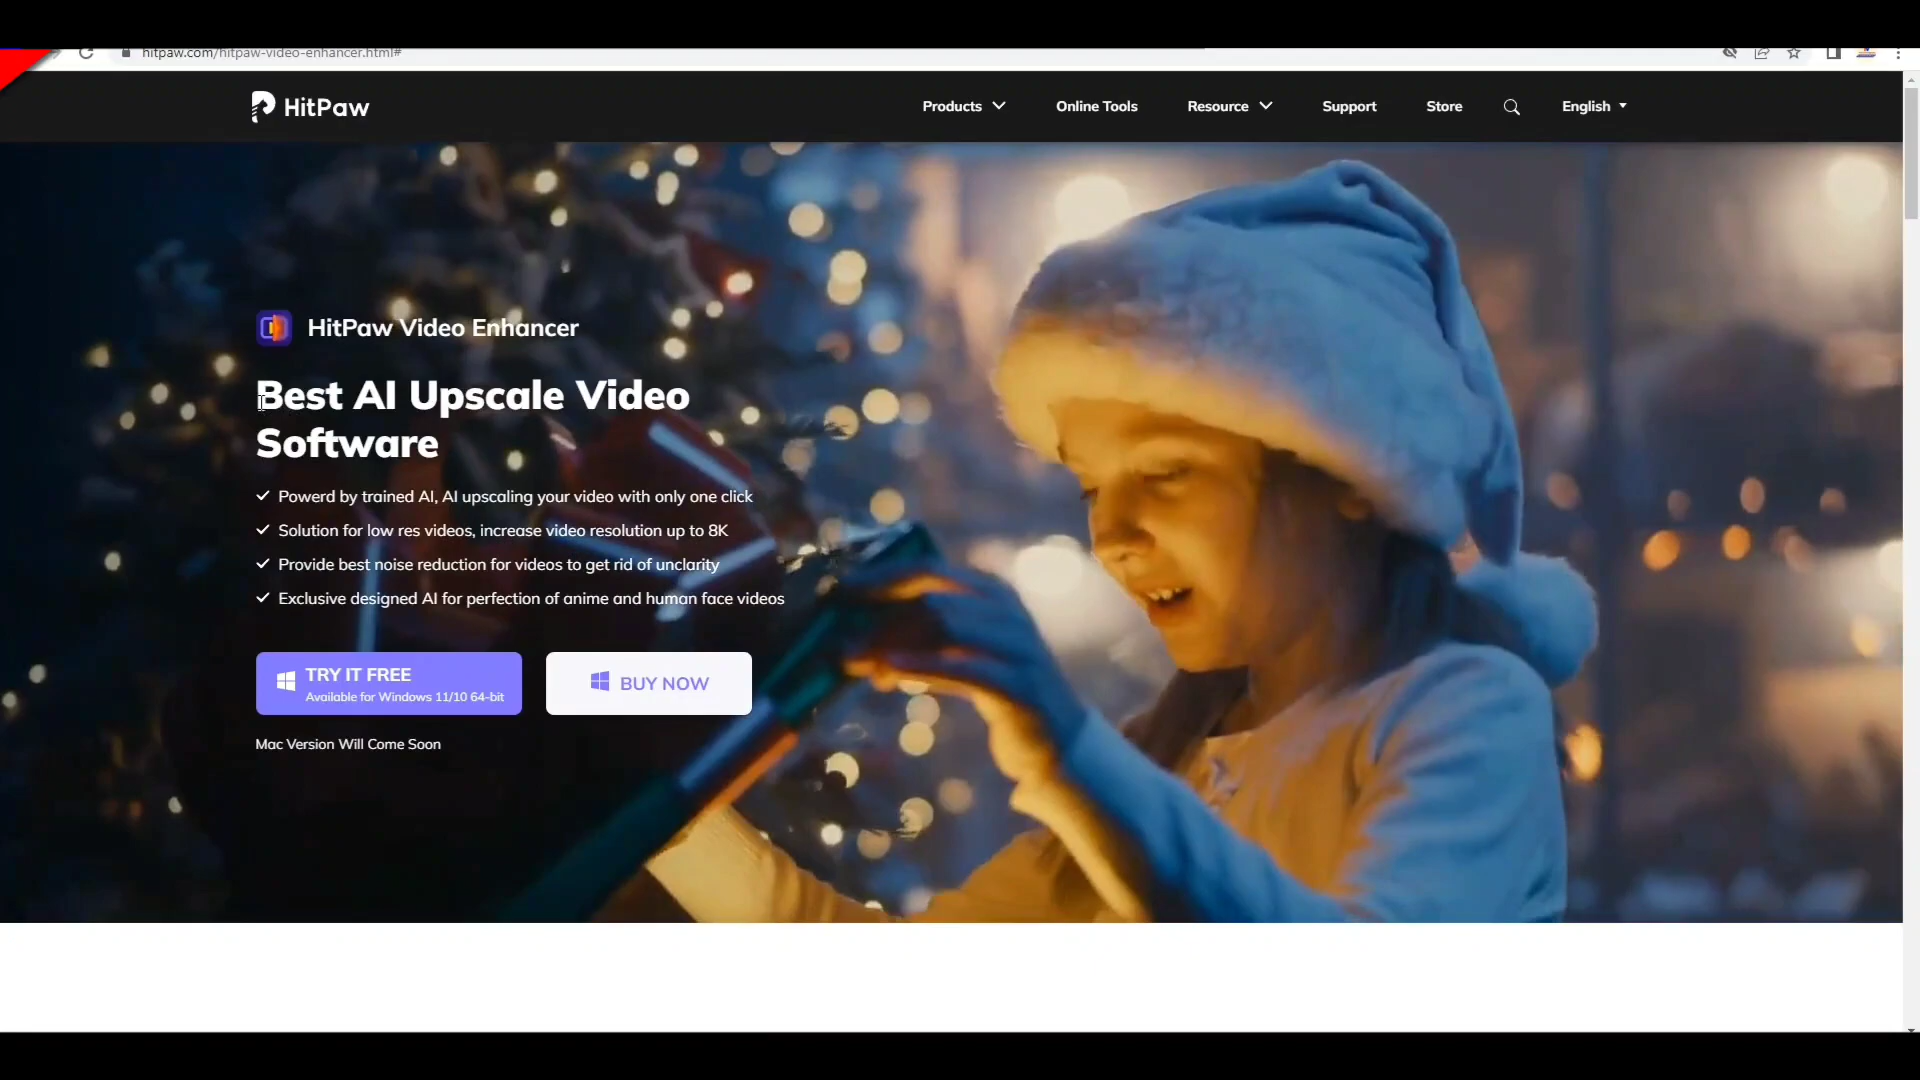 hitpaw.com/hitpaw-video-enhancer.html#
HitPaw
Products
Online Tools
Resource
Support
Store
English
HitPaw Video Enhancer
Best AI Upscale Video
Software
Powerd by trained AI, AI upscaling your video with only one click
Solution for low res videos, increase video resolution up to 8K
Provide best noise reduction for videos to get rid of unclarity
Exclusive designed AI for perfection of anime and human face videos
TRY IT FREE
Available for Windows 11/10 64-bit
BUY NOW
Mac Version Will Come Soon